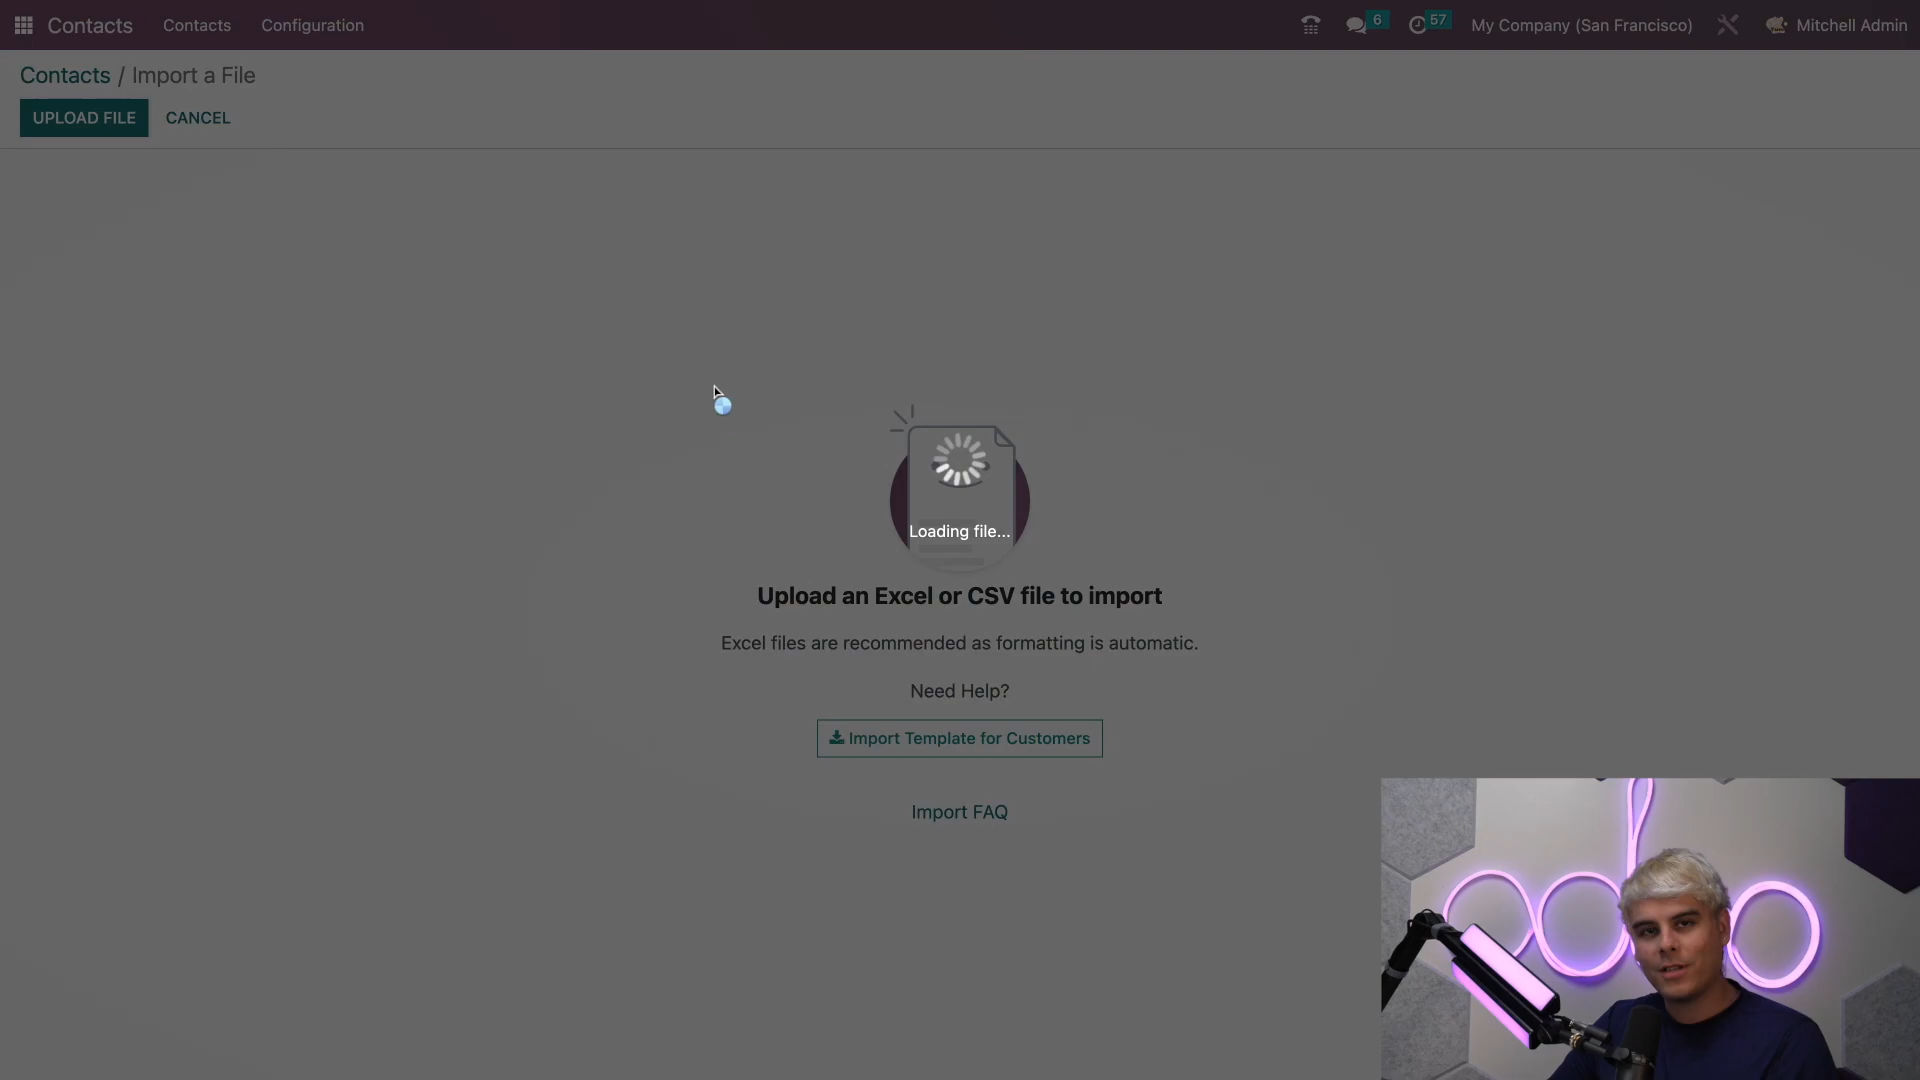 Contacts Contacts Configuration 6 57 My Company (San Francisco) Mitchell Admin
Contacts / Import a File
UPLOAD FILE CANCEL
Loading file...
Upload an Excel or CSV file to import
Excel files are recommended as formatting is automatic.
Need Help?
Import Template for Customers
Import FAQ
odoo